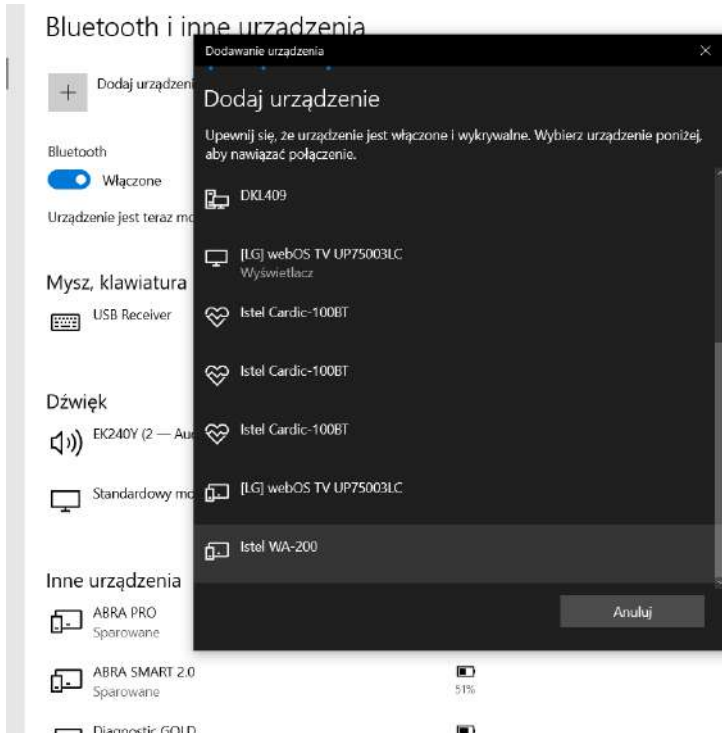 Bluetooth i inne urządzenia
Dodaj urządzeni
Bluetooth
Włączone
Urządzenie jest teraz mo
Mysz, klawiatura
USB Receiver
Dźwięk
EK240Y (2 — Au
Standardowy mo
Inne urządzenia
ABRA PRO
Sparowane
ABRA SMART 2.0
Sparowane
51%
Diagnostic GOLD
Dodawanie urządzenia
Dodaj urządzenie
Upewnij się, że urządzenie jest włączone i wykrywalne. Wybierz urządzenie poniżej,
aby nawiązać połączenie.
DKL409
[LG] webOS TV UP75003LC
Wyświetlacz
Istel Cardic-100BT
Istel Cardic-100BT
Istel Cardic-100BT
[LG] webOS TV UP75003LC
Istel WA-200
Anuluj